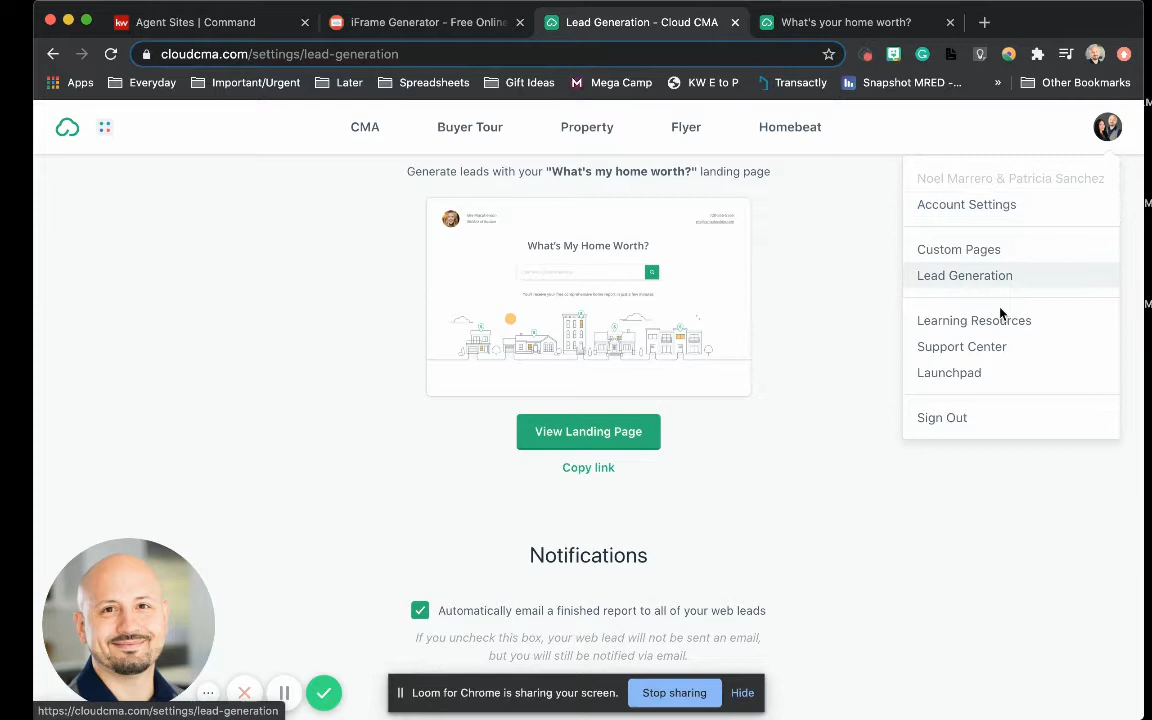 kw Agent Sites | Command
iFrame Generator - Free Online
Lead Generation - Cloud CMA
What's your home worth?
cloudcma.com/settings/lead-generation
Apps
Everyday
Important/Urgent
Later
Spreadsheets
Gift Ideas
Mega Camp
KW E to P
Transactly
Snapshot MRED -...
»
Other Bookmarks
CMA
Buyer Tour
Property
Flyer
Homebeat
Generate leads with your "What's my home worth?" landing page
What's My Home Worth?
View Landing Page
Copy link
Noel Marrero & Patricia Sanchez
Account Settings
Custom Pages
Lead Generation
Learning Resources
Support Center
Launchpad
Sign Out
Notifications
Automatically email a finished report to all of your web leads
If you uncheck this box, your web lead will not be sent an email,
but you will still be notified via email.
Loom for Chrome is sharing your screen.
Stop sharing
Hide
https://cloudcma.com/settings/lead-generation